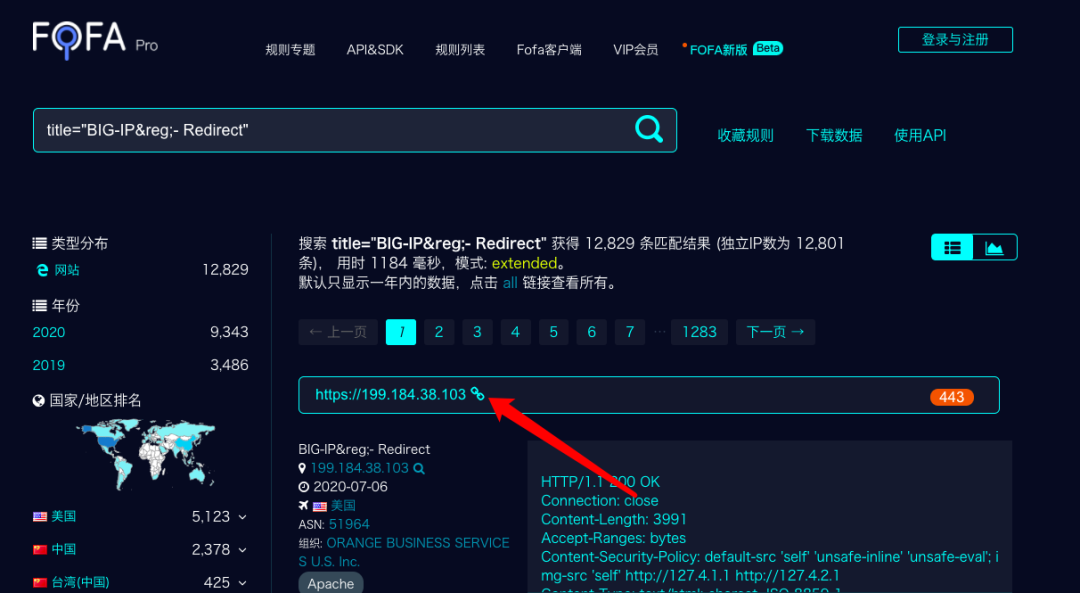 FOFA Pro
规则专题 API&SDK 规则列表 Fofa客户端 VIP会员 FOFA新版 Beta
登录与注册
title="BIG-IP&reg;- Redirect"
收藏规则 下载数据 使用API
类型分布
网站 12,829
年份
2020 9,343
2019 3,486
国家/地区排名
美国 5,123
中国 2,378
台湾(中国) 425
搜索 title="BIG-IP&reg;- Redirect" 获得 12,829 条匹配结果 (独立IP数为 12,801
条)， 用时 1184 毫秒，模式: extended。
默认只显示一年内的数据，点击 all 链接查看所有。
← 上一页 1 2 3 4 5 6 7 ··· 1283 下一页 →
https://199.184.38.103 443
BIG-IP&reg;- Redirect
199.184.38.103
2020-07-06
美国
ASN: 51964
组织: ORANGE BUSINESS SERVICE
S U.S. Inc.
Apache
HTTP/1.1 200 OK
Connection: close
Content-Length: 3991
Accept-Ranges: bytes
Content-Security-Policy: default-src 'self' 'unsafe-inline' 'unsafe-eval'; i
mg-src 'self' http://127.4.1.1 http://127.4.2.1
Content-Type: text/html; charset=ISO-8859-1